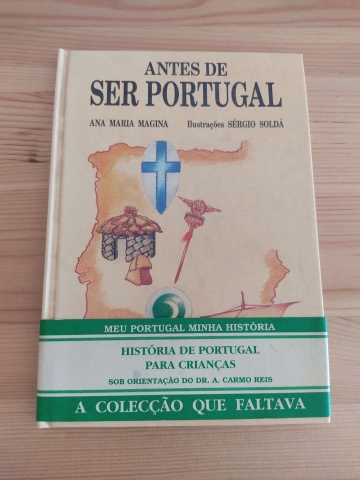 ANTES DE
SER PORTUGAL
ANA MARIA MAGINA Ilustrações SÉRGIO SOLDÁ
MEU PORTUGAL MINHA HISTÓRIA
HISTÓRIA DE PORTUGAL
PARA CRIANÇAS
SOB ORIENTAÇÃO DO DR. A. CARMO REIS
A COLECÇÃO QUE FALTAVA